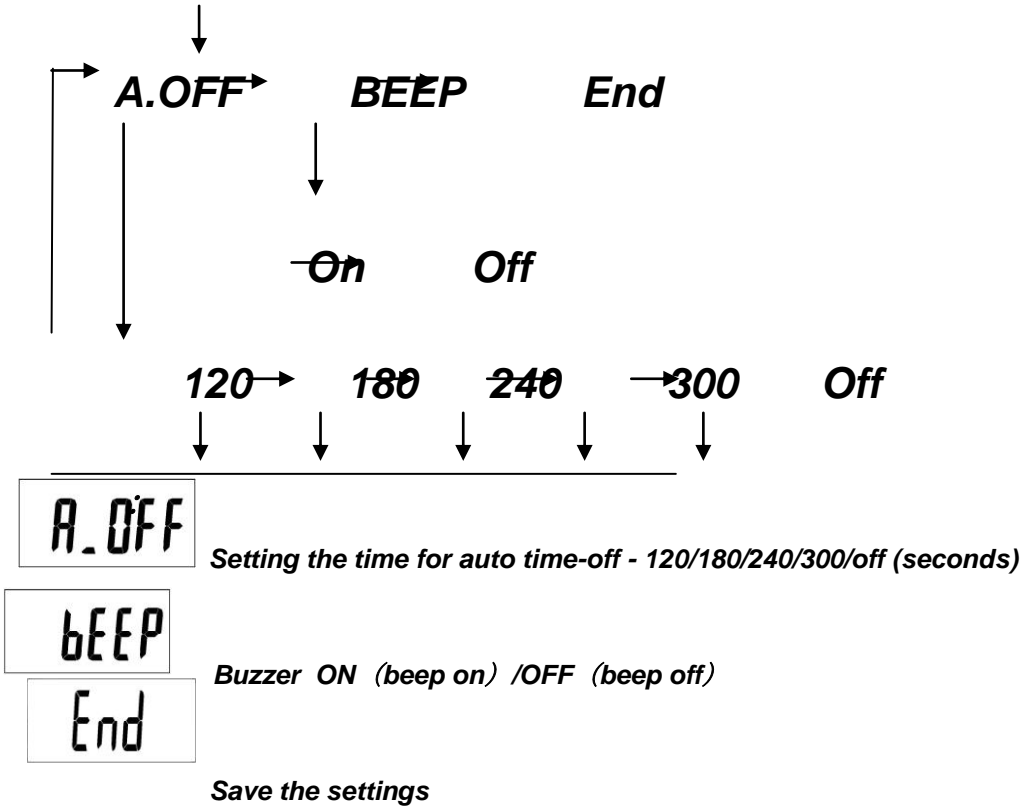 A.OFF BEEP End
On Off
120 180 240 300 Off
A_OFF
Setting the time for auto time-off - 120/180/240/300/off (seconds)
bEEP
Buzzer ON（beep on）/OFF（beep off）
End
Save the settings